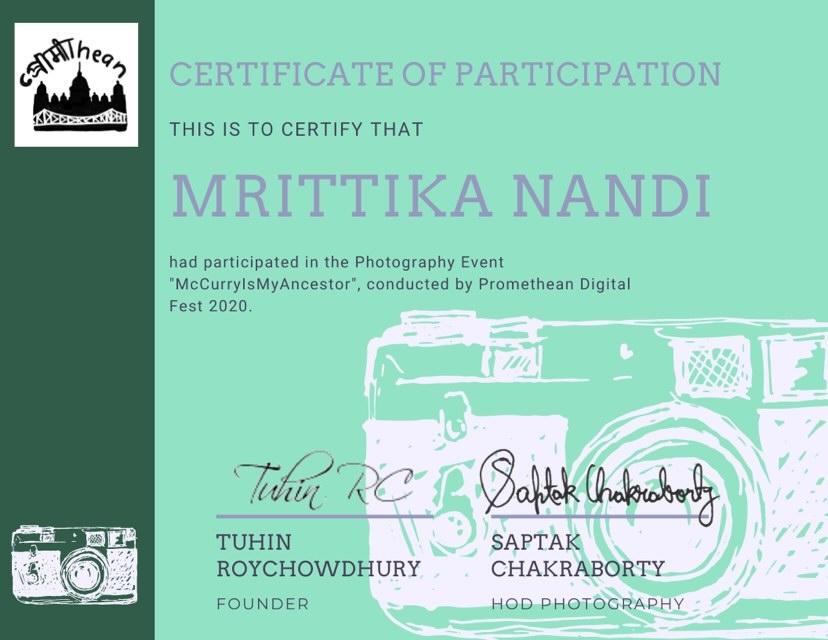 CERTIFICATE OF PARTICIPATION
THIS IS TO CERTIFY THAT
MRITTIKA NANDI
had participated in the Photography Event
"McCurryIsMyAncestor", conducted by Promethean Digital
Fest 2020.
Tuhin RC
Saptak Chakraborty
TUHIN
ROYCHOWDHURY
FOUNDER
SAPTAK
CHAKRABORTY
HOD PHOTOGRAPHY